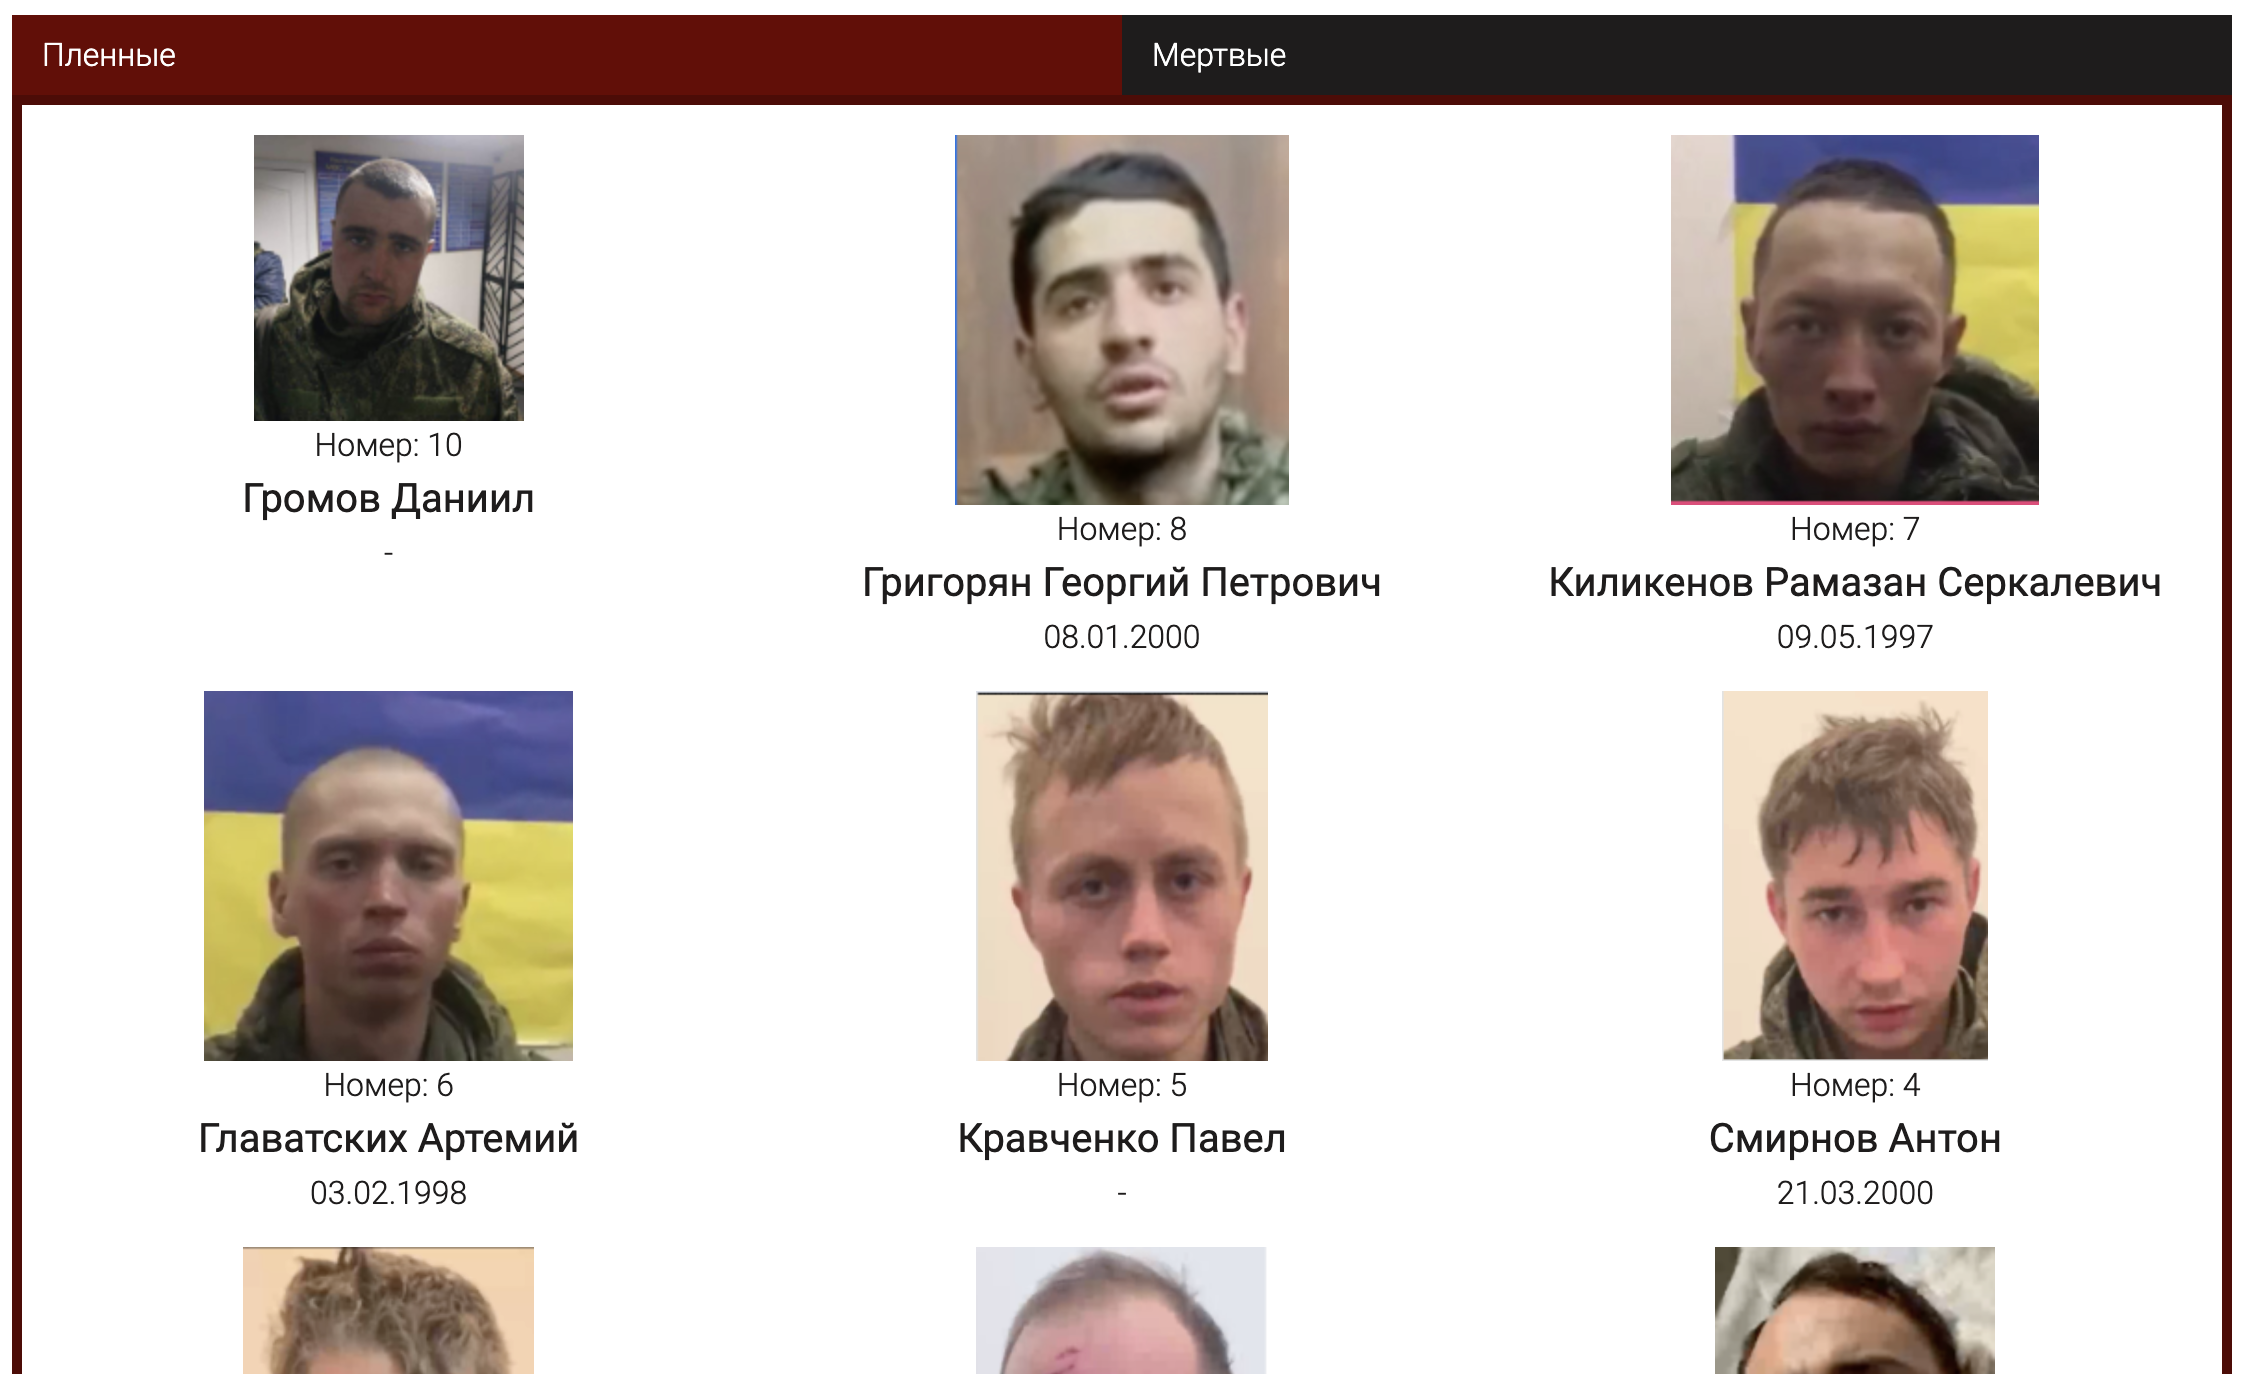 Пленные
Мертвые
Номер: 10
Громов Даниил
-
Номер: 8
Григорян Георгий Петрович
08.01.2000
Номер: 7
Киликенов Рамазан Серкалевич
09.05.1997
Номер: 6
Главатских Артемий
03.02.1998
Номер: 5
Кравченко Павел
-
Номер: 4
Смирнов Антон
21.03.2000